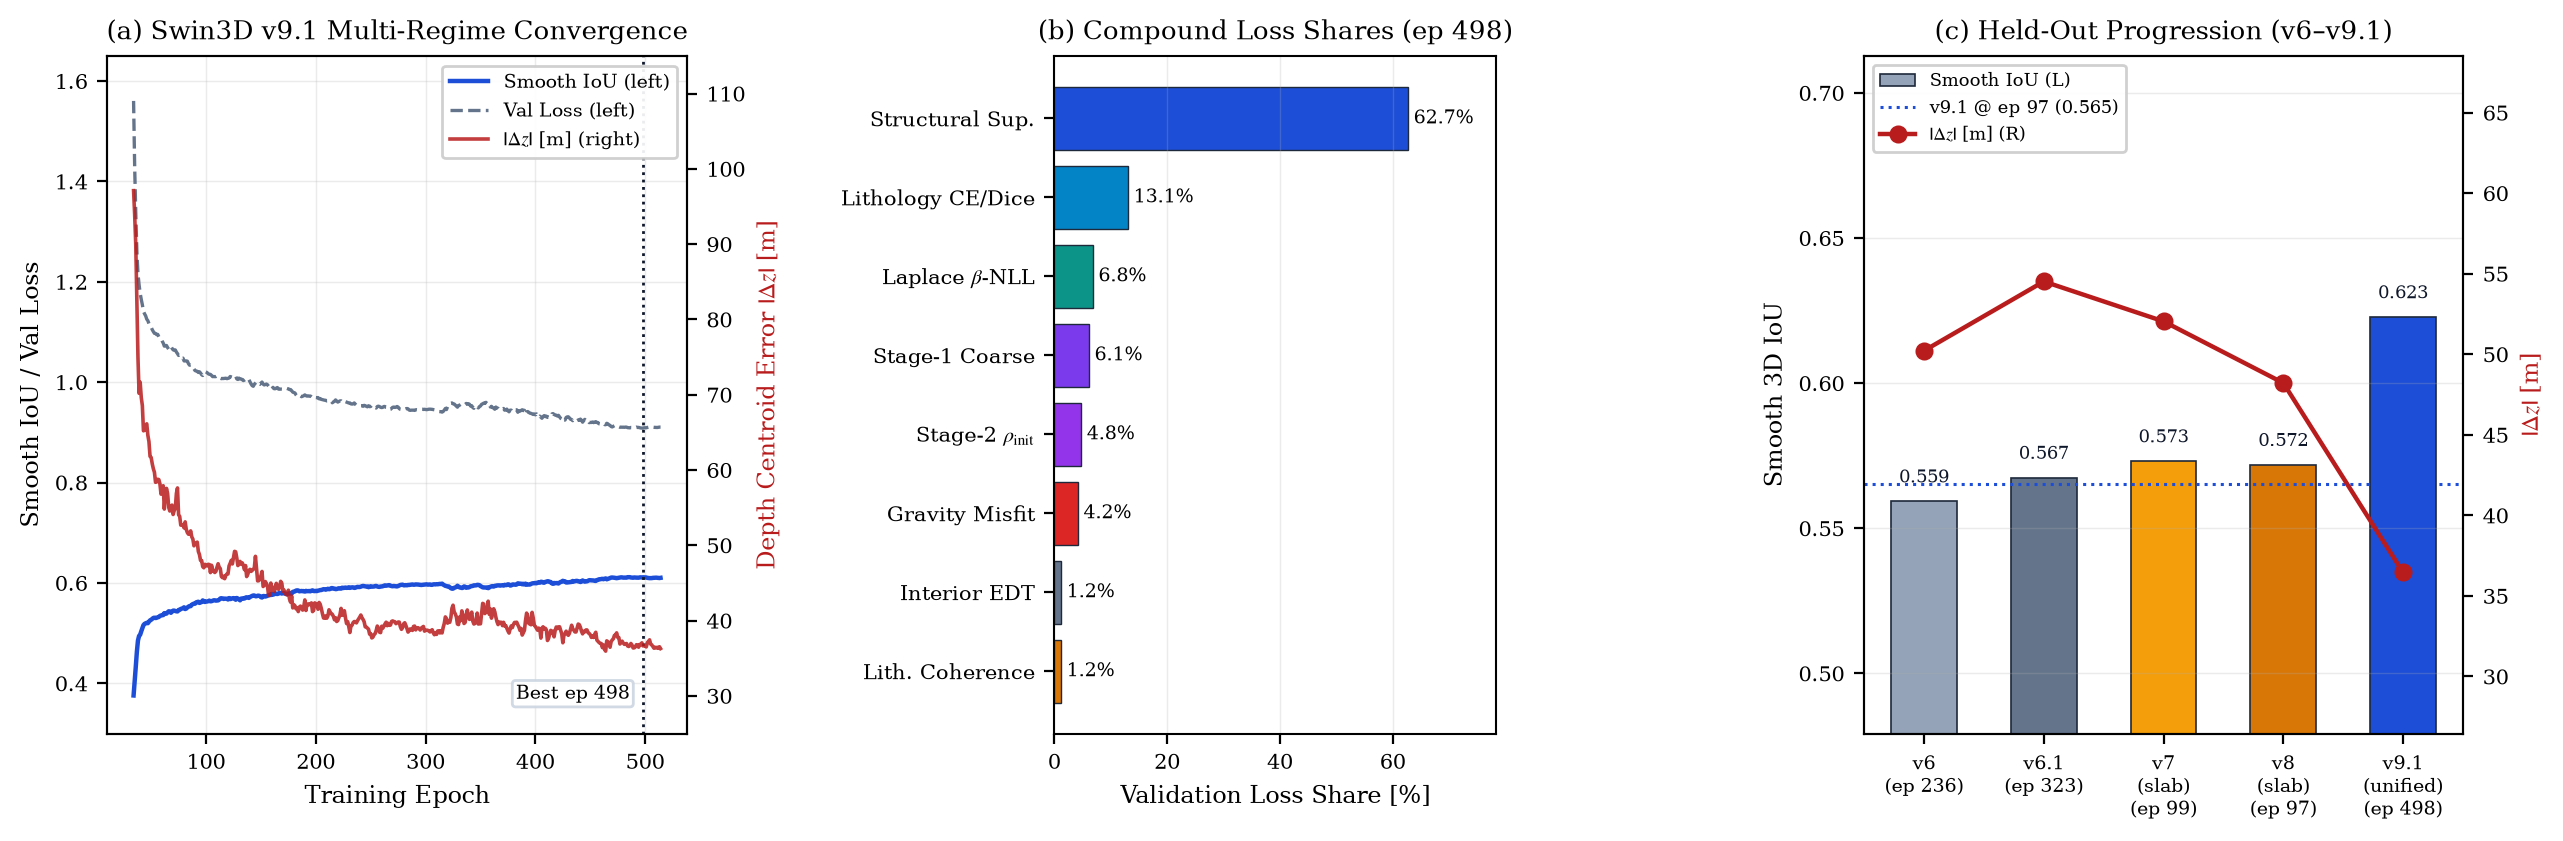 (a) Swin3D v9.1 Multi-Regime Convergence
Smooth IoU (left)
Val Loss (left)
|Δz| [m] (right)
Best ep 498
Smooth IoU / Val Loss
1.6
1.4
1.2
1.0
0.8
0.6
0.4
110
100
90
80
70
60
50
40
30
Depth Centroid Error |Δz| [m]
100 200 300 400 500
Training Epoch
(b) Compound Loss Shares (ep 498)
Structural Sup. 62.7%
Lithology CE/Dice 13.1%
Laplace β-NLL 6.8%
Stage-1 Coarse 6.1%
Stage-2 ρinit 4.8%
Gravity Misfit 4.2%
Interior EDT 1.2%
Lith. Coherence 1.2%
0 20 40 60
Validation Loss Share [%]
(c) Held-Out Progression (v6–v9.1)
Smooth IoU (L)
v9.1 @ ep 97 (0.565)
|Δz| [m] (R)
Smooth 3D IoU
0.70
0.65
0.60
0.55
0.50
0.559 0.567 0.573 0.572 0.623
65
60
55
50
45
40
35
30
|Δz| [m]
v6 v6.1 v7 v8 v9.1
(ep 236) (ep 323) (slab) (slab) (unified)
(ep 99) (ep 97) (ep 498)